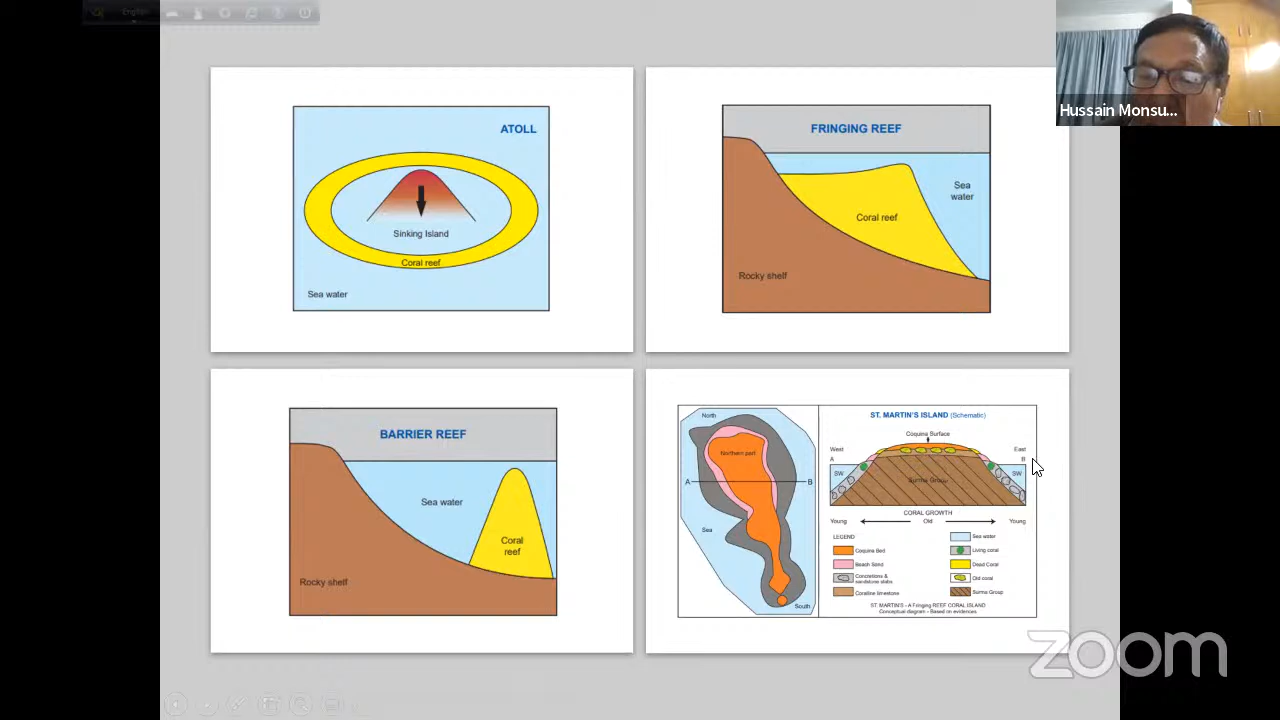 English
Hussain Monsu...
ATOLL
Sinking Island
Coral reef
Sea water
FRINGING REEF
Sea
water
Coral reef
Rocky shelf
BARRIER REEF
Sea water
Coral
reef
Rocky shelf
North
Northern part
A
B
Sea
South
ST. MARTIN'S ISLAND (Schematic)
Coquina Surface
West
East
A
B
SW
SW
Surma Group
CORAL GROWTH
Young
Old
Young
LEGEND
Coquina Bed
Beach Sand
Concretions &
sandstone slabs
Coralline limestone
Sea water
Living coral
Dead Coral
Old coral
Surma Group
ST. MARTIN'S - A Fringing REEF CORAL ISLAND
Conceptual diagram - Based on evidences
zoom